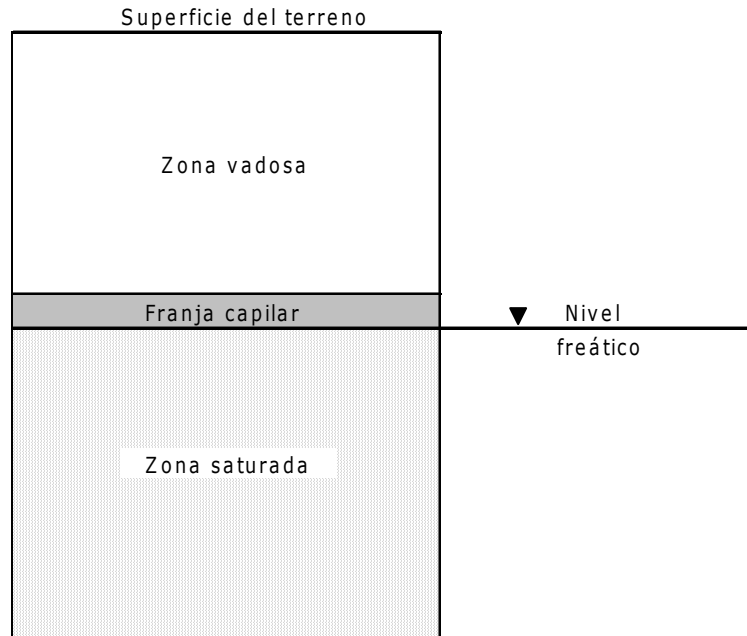 Superficie del terreno
Zona vadosa
Franja capilar
Nivel
freático
Zona saturada